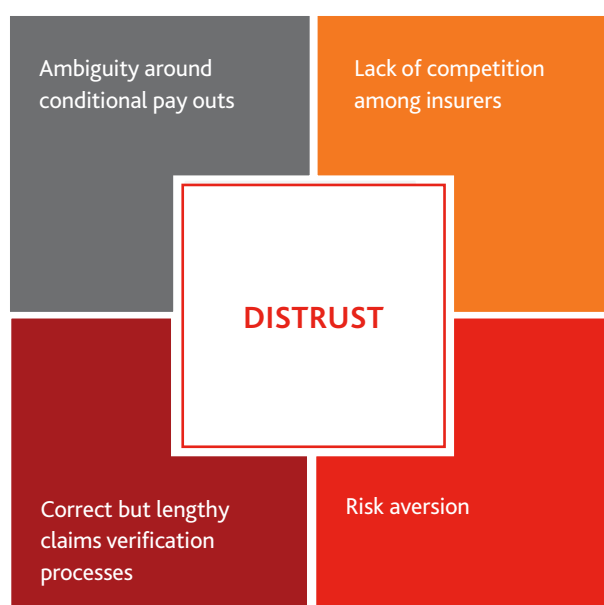 Ambiguity around
conditional pay outs
Lack of competition
among insurers
DISTRUST
Correct but lengthy
claims verification
processes
Risk aversion